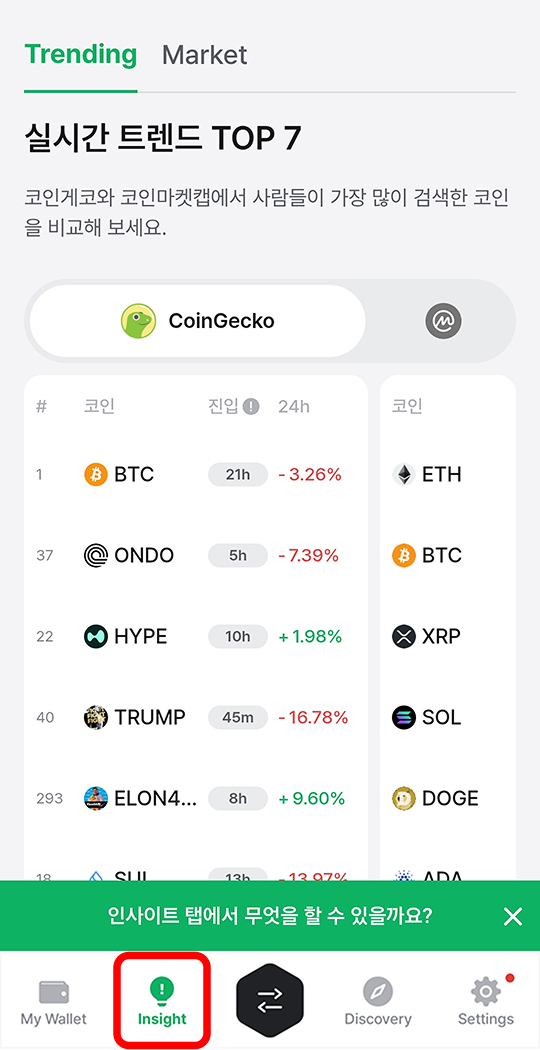 Trending Market
실시간 트렌드 TOP 7
코인게코와 코인마켓캡에서 사람들이 가장 많이 검색한 코인
을 비교해 보세요.
CoinGecko
# 코인 진입 24h 코인
1 BTC 21h -3.26% ETH
37 ONDO 5h -7.39% BTC
22 HYPE 10h +1.98% XRP
40 TRUMP 45m -16.78% SOL
293 ELON4... 8h +9.60% DOGE
18 SUI 13h -13.97% ADA
인사이트 탭에서 무엇을 할 수 있을까요?
My Wallet Insight Discovery Settings